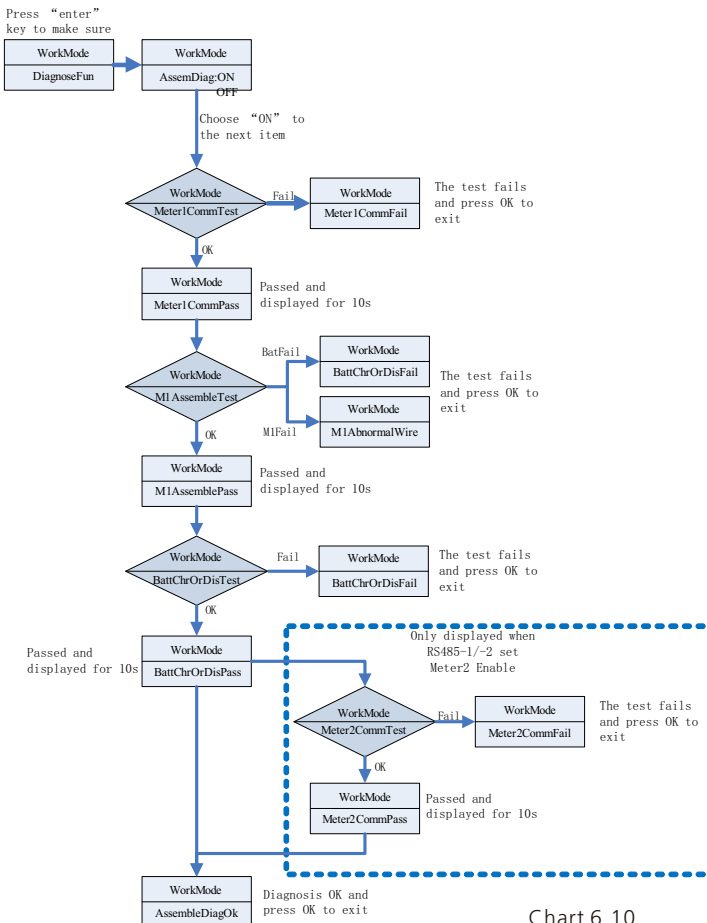 Press “enter”
key to make sure
WorkMode
DiagnoseFun
WorkMode
AssemDiag:ON
OFF
Choose “ON” to
the next item
WorkMode
Meter1CommTest
Fail
WorkMode
Meter1CommFail
The test fails
and press OK to
exit
OK
WorkMode
Meter1CommPass
Passed and
displayed for 10s
WorkMode
M1AssembleTest
BatFail
WorkMode
BattChrOrDisFail
The test fails
and press OK to
exit
M1Fail
WorkMode
M1AbnormalWire
OK
WorkMode
M1AssemblePass
Passed and
displayed for 10s
WorkMode
BattChrOrDisTest
Fail
WorkMode
BattChrOrDisFail
The test fails
and press OK to
exit
OK
Passed and
displayed for 10s
WorkMode
BattChrOrDisPass
Only displayed when
RS485-1/-2 set
Meter2 Enable
WorkMode
Meter2CommTest
Fail
WorkMode
Meter2CommFail
The test fails
and press OK to
exit
OK
WorkMode
Meter2CommPass
Passed and
displayed for 10s
WorkMode
AssembleDiagOk
Diagnosis OK and
press OK to exit
Chart 6.10